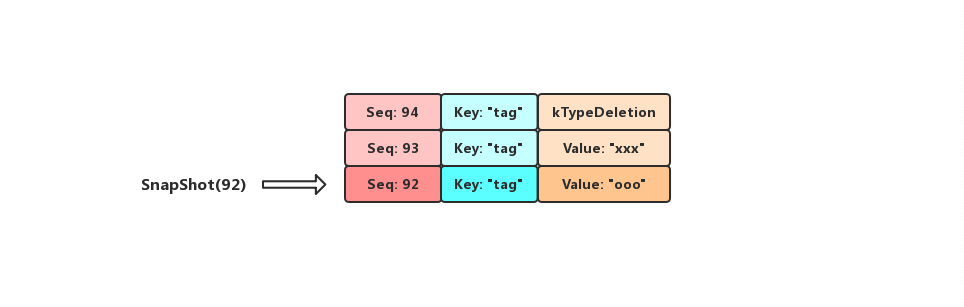 Seq: 94 Key: "tag" kTypeDeletion
Seq: 93 Key: "tag" Value: "xxx"
SnapShot(92) Seq: 92 Key: "tag" Value: "ooo"